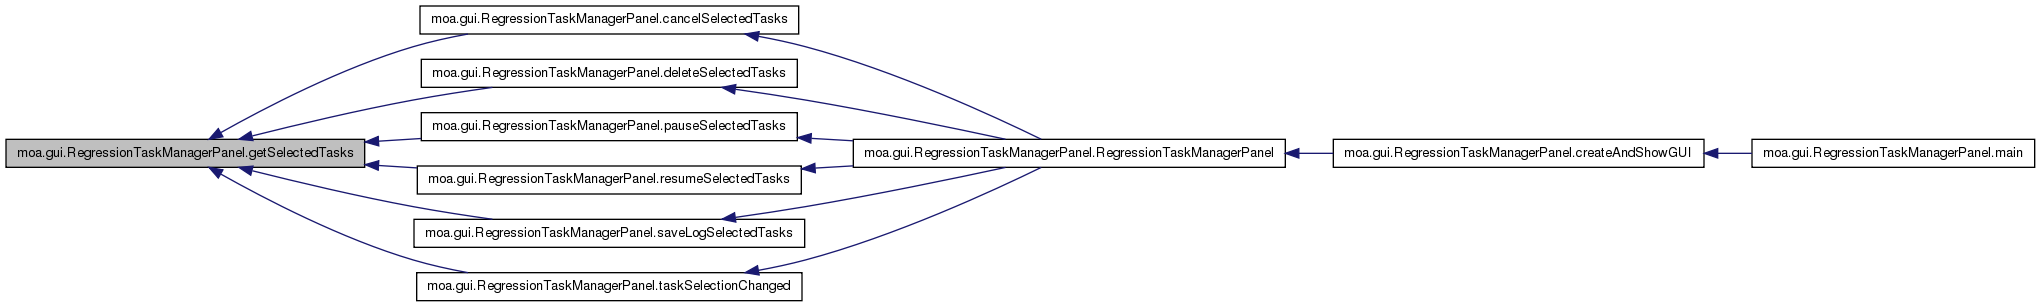 moa.gui.RegressionTaskManagerPanel.cancelSelectedTasks
moa.gui.RegressionTaskManagerPanel.deleteSelectedTasks
moa.gui.RegressionTaskManagerPanel.pauseSelectedTasks
moa.gui.RegressionTaskManagerPanel.getSelectedTasks
moa.gui.RegressionTaskManagerPanel.RegressionTaskManagerPanel
moa.gui.RegressionTaskManagerPanel.createAndShowGUI
moa.gui.RegressionTaskManagerPanel.main
moa.gui.RegressionTaskManagerPanel.resumeSelectedTasks
moa.gui.RegressionTaskManagerPanel.saveLogSelectedTasks
moa.gui.RegressionTaskManagerPanel.taskSelectionChanged